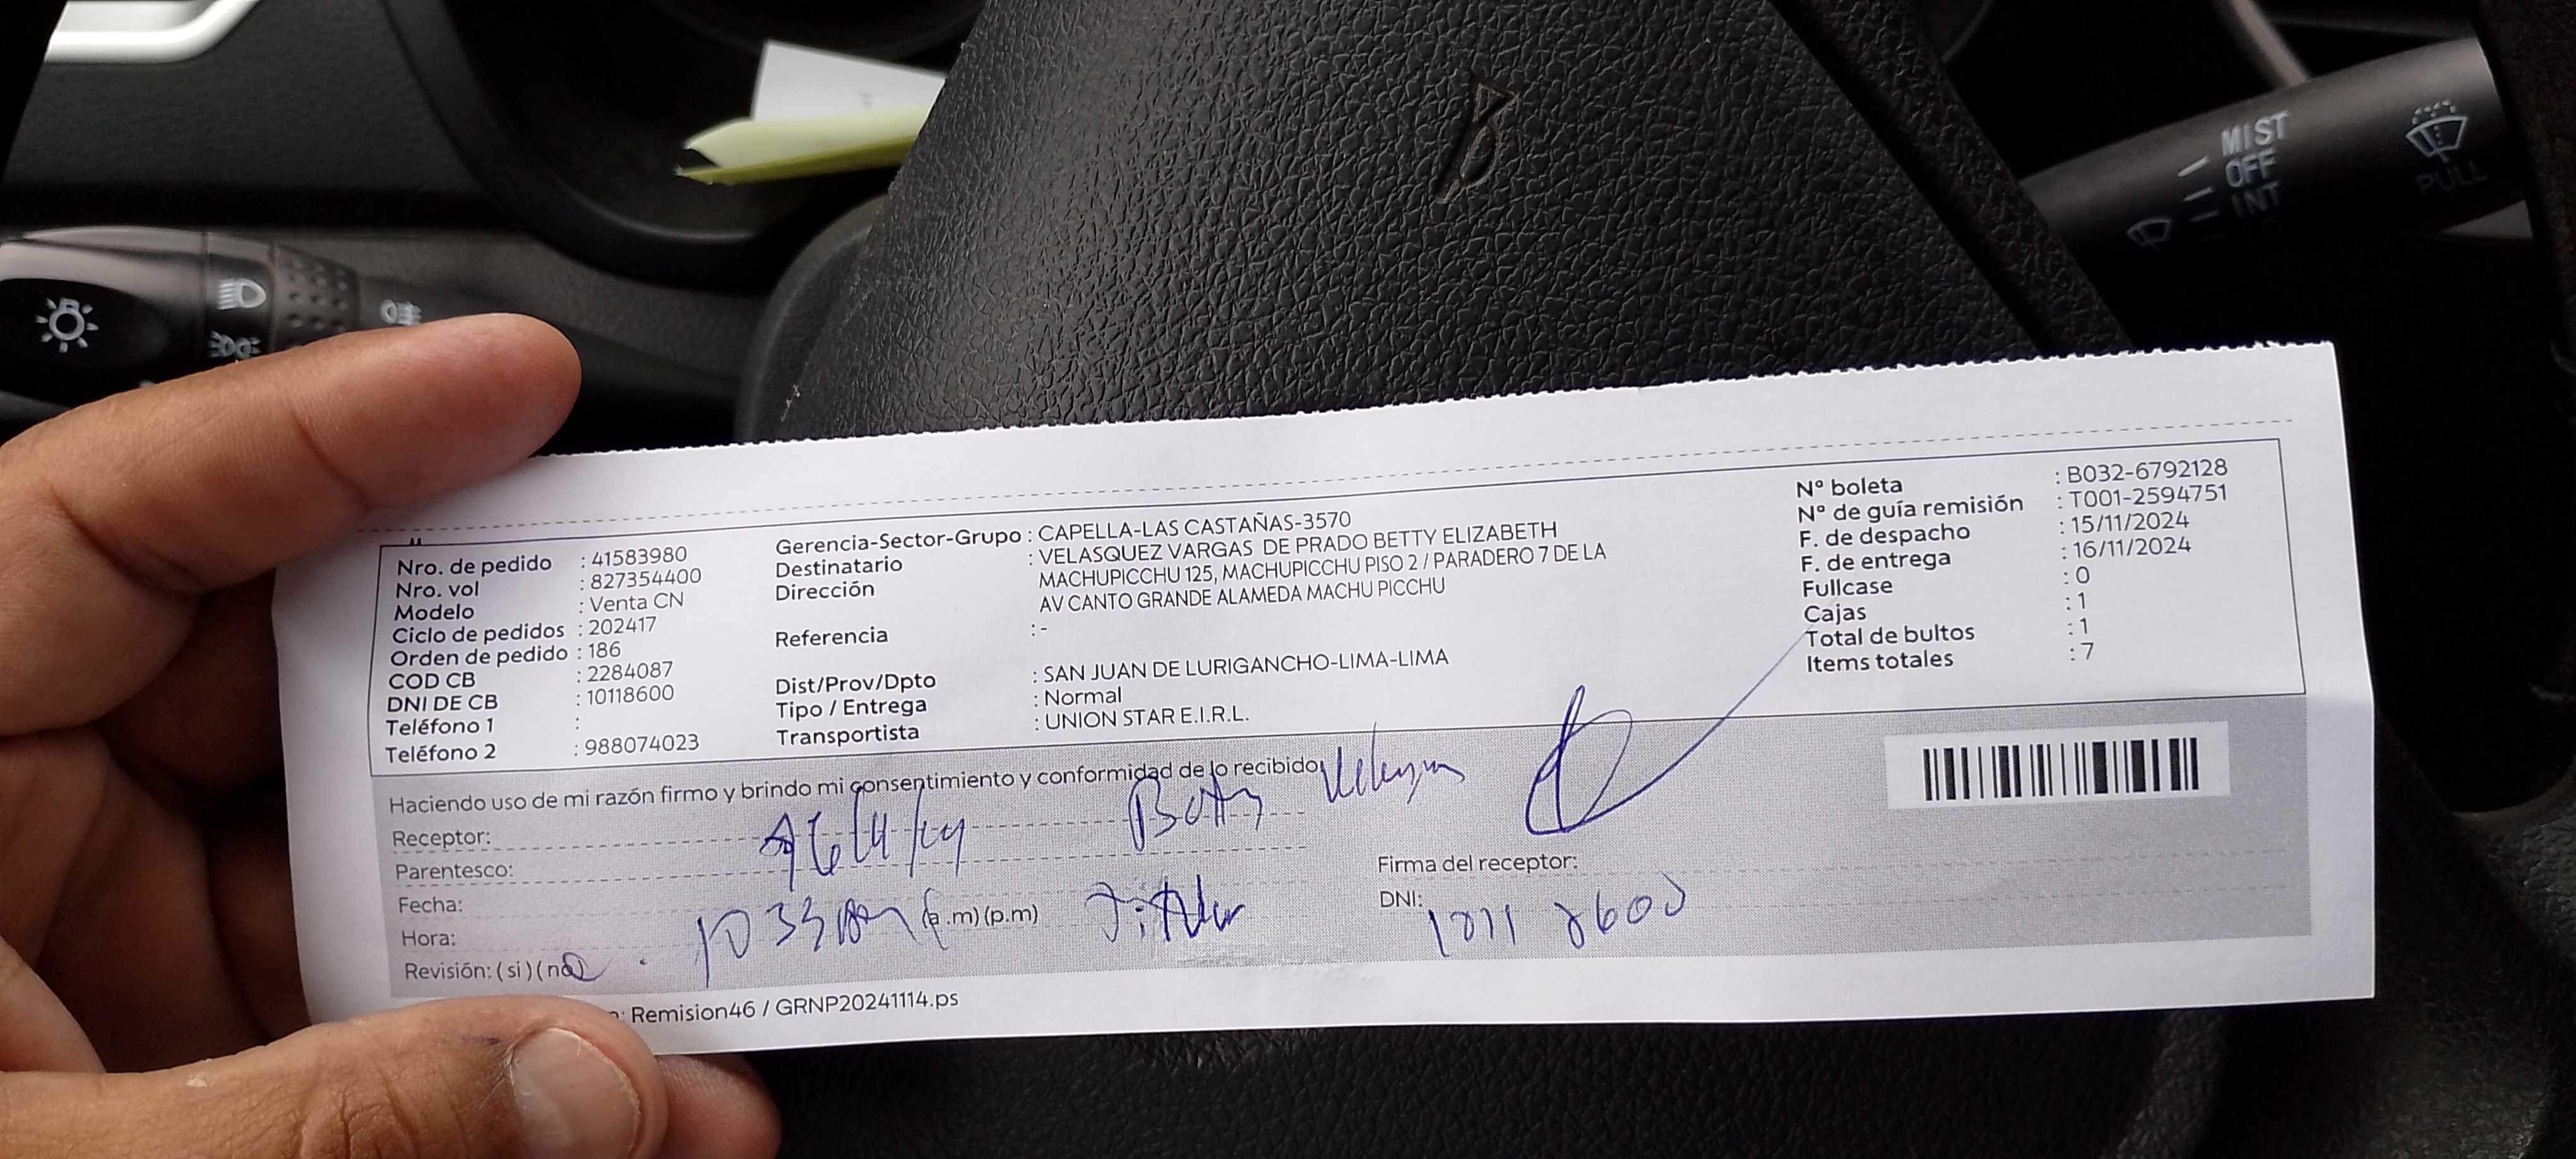 MIST
OFF
INT
PULL
Nro. de pedido : 41583980
Nro. vol : 827354400
Modelo : Venta CN
Ciclo de pedidos : 202417
Orden de pedido : 186
COD CB : 2284087
DNI DE CB : 10118600
Teléfono 1 :
Teléfono 2 : 988074023
Gerencia-Sector-Grupo : CAPELLA-LAS CASTAÑAS-3570
Destinatario : VELASQUEZ VARGAS DE PRADO BETTY ELIZABETH
Dirección MACHUPICCHU 125, MACHUPICCHU PISO 2 / PARADERO 7 DE LA
AV CANTO GRANDE ALAMEDA MACHU PICCHU
Referencia : -
Dist/Prov/Dpto : SAN JUAN DE LURIGANCHO-LIMA-LIMA
Tipo / Entrega : Normal
Transportista : UNION STAR E.I.R.L.
N° boleta : B032-6792128
N° de guía remisión : T001-2594751
F. de despacho : 15/11/2024
F. de entrega : 16/11/2024
Fullcase : 0
Cajas : 1
Total de bultos : 1
Items totales : 7
Haciendo uso de mi razón firmo y brindo mi consentimiento y conformidad de lo recibido
Receptor: Betty
Parentesco:
Fecha:
Hora: (a.m) (p.m) Titular
Revisión: (si) (no)
Firma del receptor:
DNI: 10118600
: Remision46 / GRNP20241114.ps